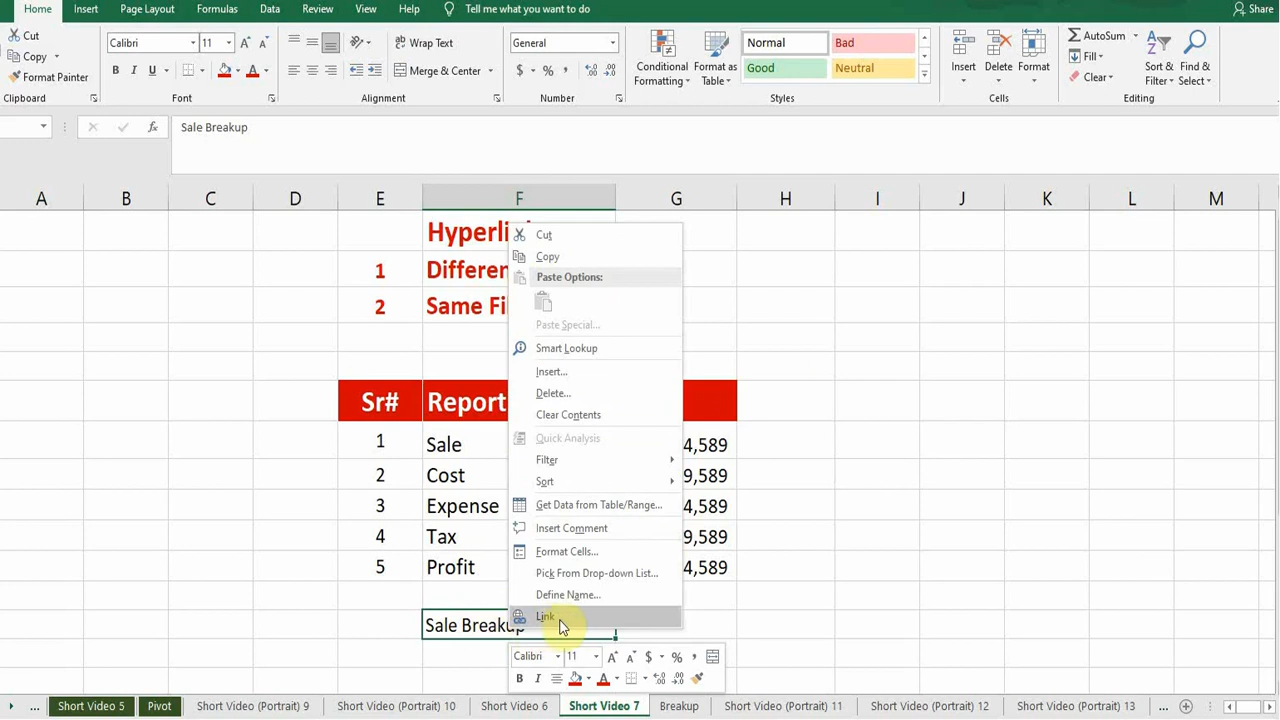 Home Insert Page Layout Formulas Data Review View Help Tell me what you want to do Share
Cut
Copy
Format Painter
Clipboard
Calibri 11
B I U
Font
Wrap Text
Merge & Center
Alignment
General
$ % ,
Number
Conditional Formatting
Format as Table
Normal Bad
Good Neutral
Styles
Insert Delete Format
Cells
AutoSum
Fill
Clear
Sort & Filter
Find & Select
Editing
fx Sale Breakup
A B C D E F G H I J K L M
Hyperli
1 Differen
2 Same Fi
Sr# Report
1 Sale 4,589
2 Cost 9,589
3 Expense 4,589
4 Tax 9,589
5 Profit 4,589
Sale Breakup
Cut
Copy
Paste Options:
Paste Special...
Smart Lookup
Insert...
Delete...
Clear Contents
Quick Analysis
Filter
Sort
Get Data from Table/Range...
Insert Comment
Format Cells...
Pick From Drop-down List...
Define Name...
Link
Calibri 11 $ % ,
B I A
... Short Video 5 Pivot Short Video (Portrait) 9 Short Video (Portrait) 10 Short Video 6 Short Video 7 Breakup Short Video (Portrait) 11 Short Video (Portrait) 12 Short Video (Portrait) 13 ...